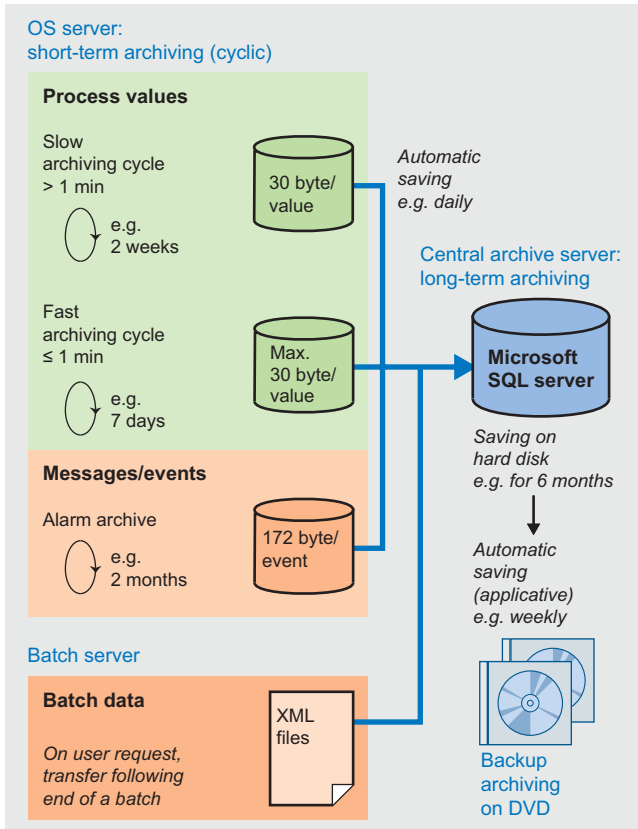 OS server:
short-term archiving (cyclic)
Process values
Slow
archiving cycle
> 1 min
e.g.
2 weeks
30 byte/
value
Automatic
saving
e.g. daily
Fast
archiving cycle
≤ 1 min
e.g.
7 days
Max.
30 byte/
value
Central archive server:
long-term archiving
Microsoft
SQL server
Saving on
hard disk
e.g. for 6 months
Automatic
saving
(applicative)
e.g. weekly
Backup
archiving
on DVD
Messages/events
Alarm archive
e.g.
2 months
172 byte/
event
Batch server
Batch data
On user request,
transfer following
end of a batch
XML
files